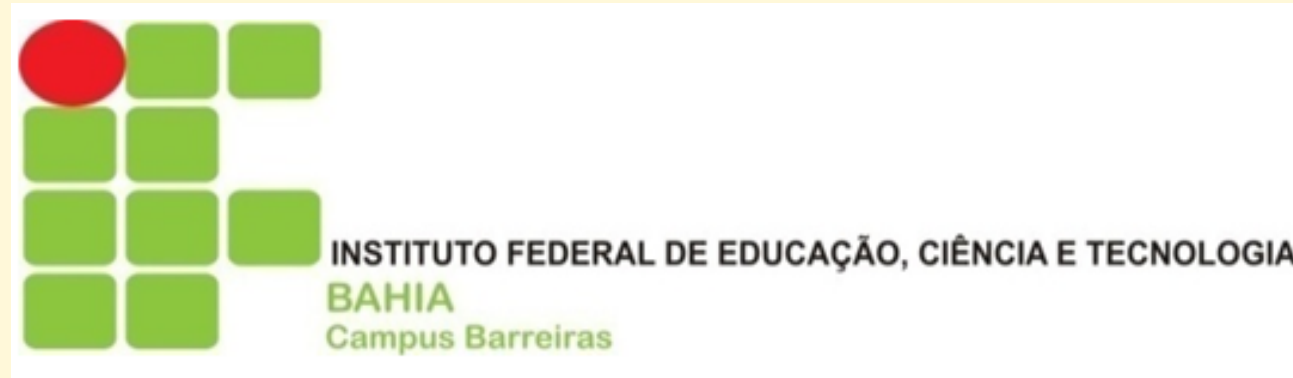 INSTITUTO FEDERAL DE EDUCAÇÃO, CIÊNCIA E TECNOLOGIA
BAHIA
Campus Barreiras